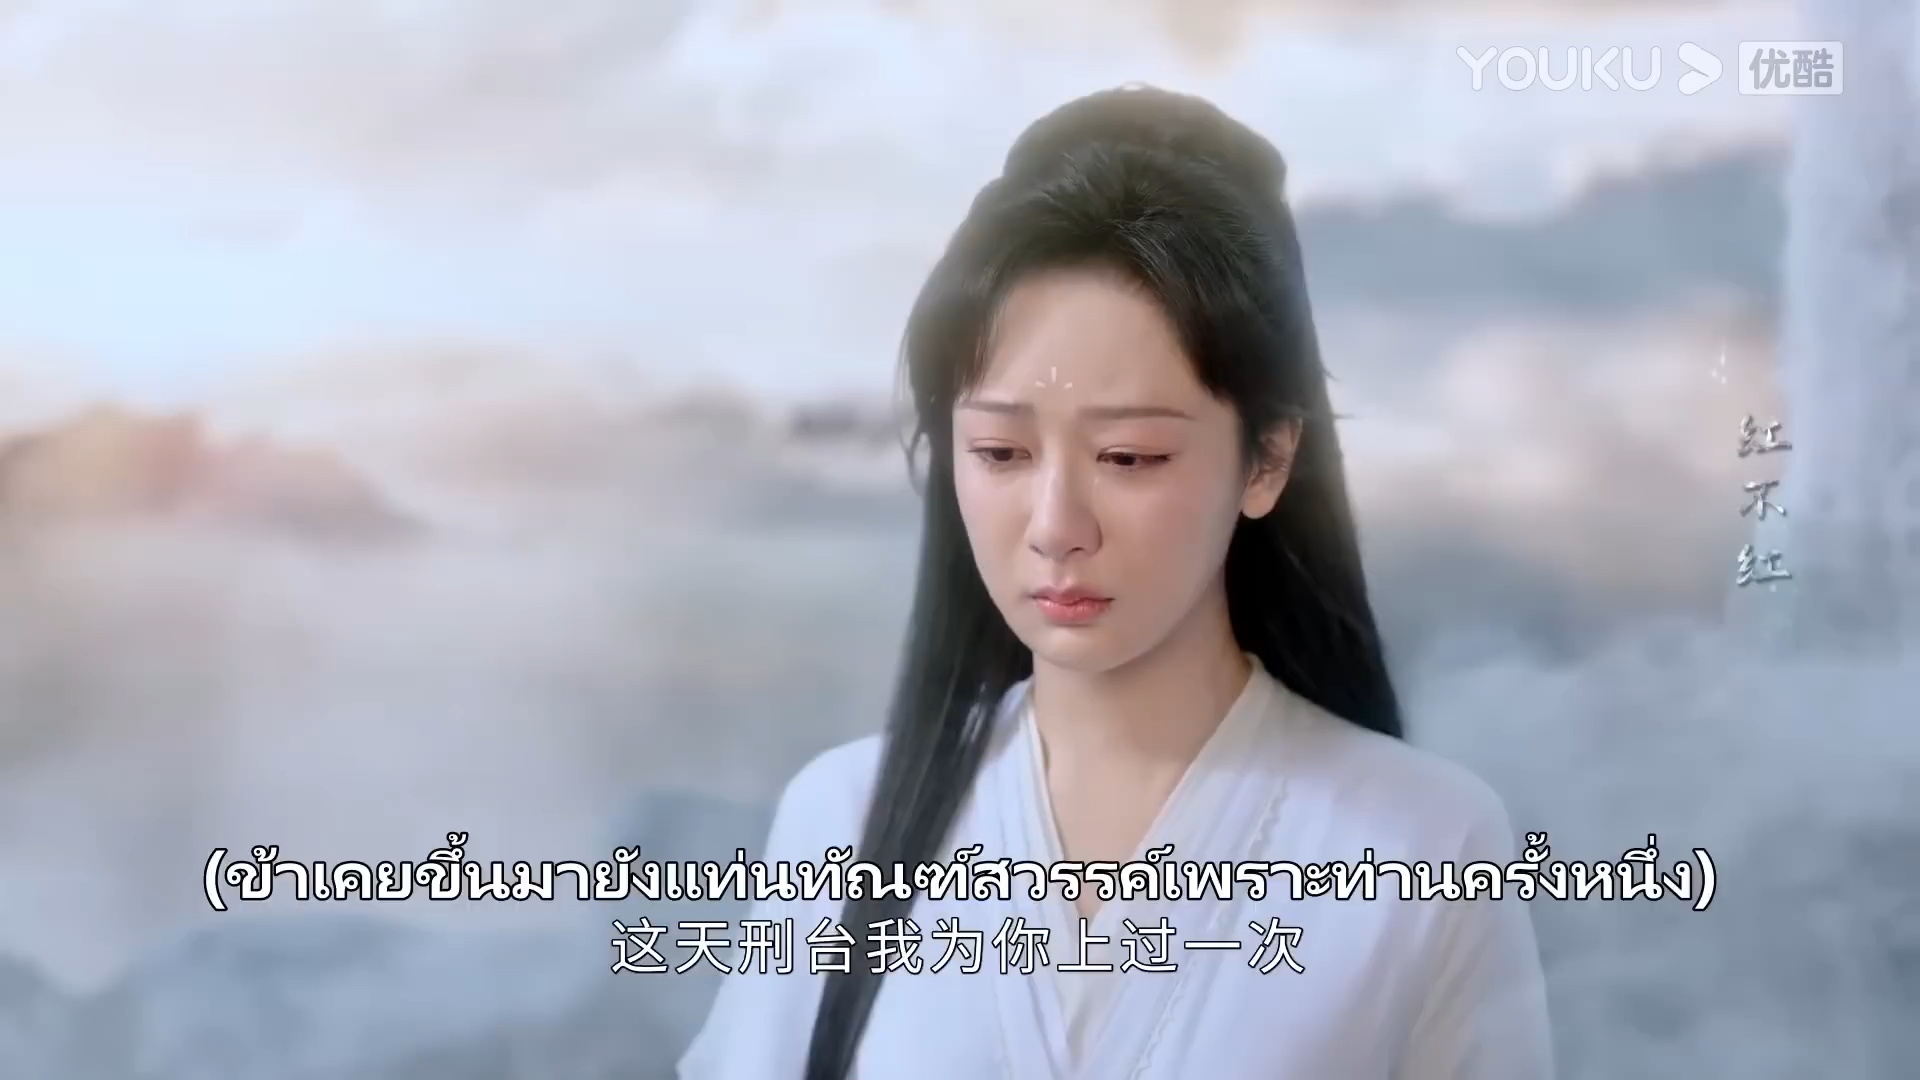 YOUKU 优酷
红不红
(ข้าเคยขึ้นมายังแท่นทัณฑ์สวรรค์เพราะท่านครั้งหนึ่ง)
这天刑台我为你上过一次